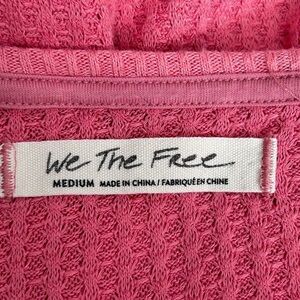 We The Free
MEDIUM MADE IN CHINA / FABRIQUÉ EN CHINE